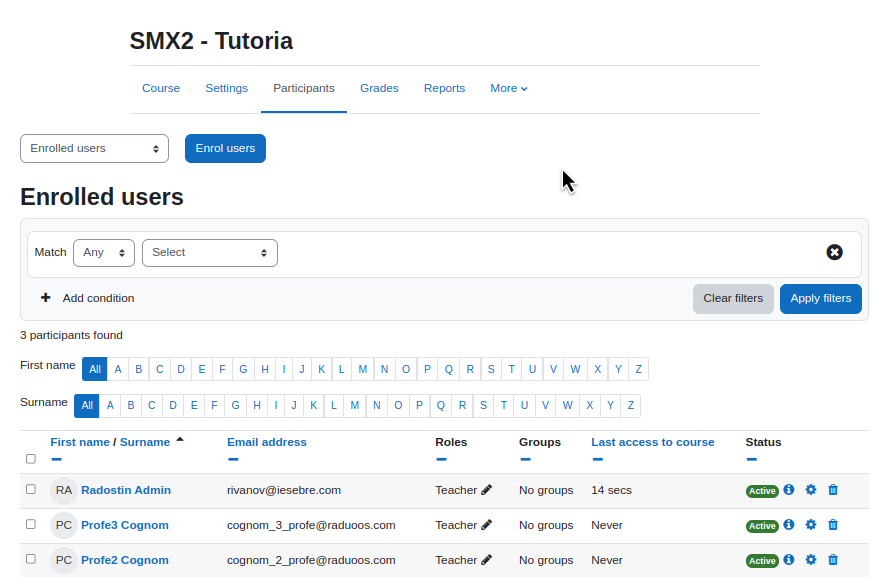 SMX2 - Tutoria
Course Settings Participants Grades Reports More
Enrolled users Enrol users
Enrolled users
Match Any Select
Add condition Clear filters Apply filters
3 participants found
First name All A B C D E F G H I J K L M N O P Q R S T U V W X Y Z
Surname All A B C D E F G H I J K L M N O P Q R S T U V W X Y Z
First name / Surname Email address Roles Groups Last access to course Status
RA Radostin Admin rivanov@iesebre.com Teacher No groups 14 secs Active
PC Profe3 Cognom cognom_3_profe@raduoos.com Teacher No groups Never Active
PC Profe2 Cognom cognom_2_profe@raduoos.com Teacher No groups Never Active